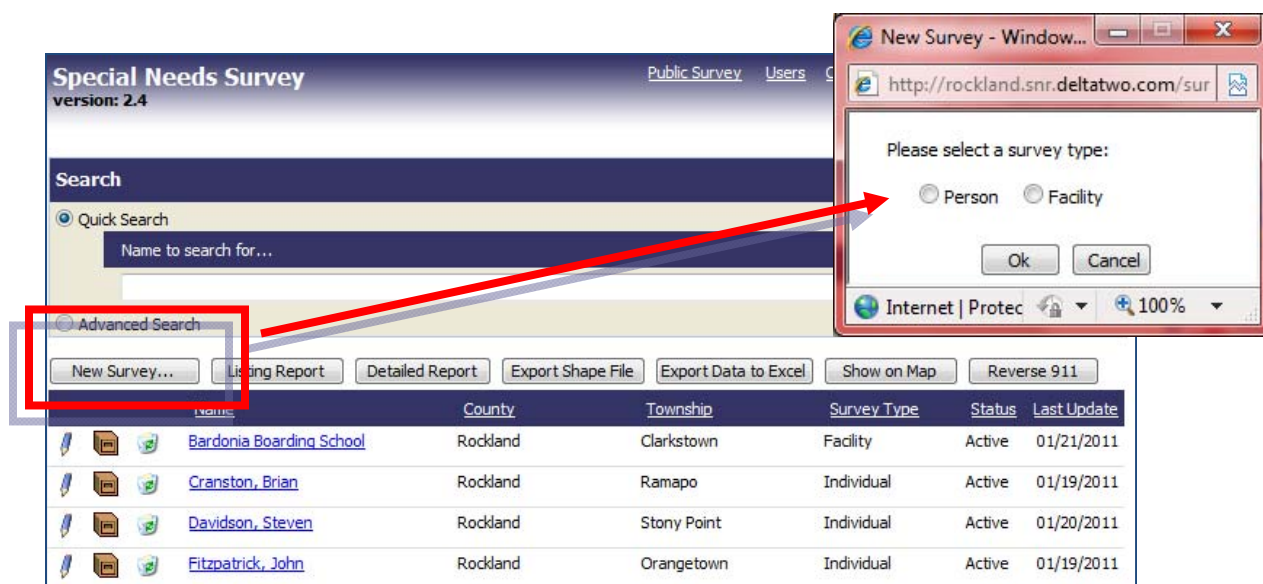 Special Needs Survey
version: 2.4
Public Survey Users
Search
Quick Search
Name to search for...
Advanced Search
New Survey... Listing Report Detailed Report Export Shape File Export Data to Excel Show on Map Reverse 911
Name County Township Survey Type Status Last Update
Bardonia Boarding School Rockland Clarkstown Facility Active 01/21/2011
Cranston, Brian Rockland Ramapo Individual Active 01/19/2011
Davidson, Steven Rockland Stony Point Individual Active 01/20/2011
Fitzpatrick, John Rockland Orangetown Individual Active 01/19/2011
New Survey - Window...
http://rockland.snr.deltatwo.com/sur
Please select a survey type:
Person Facility
Ok Cancel
Internet | Protec 100%